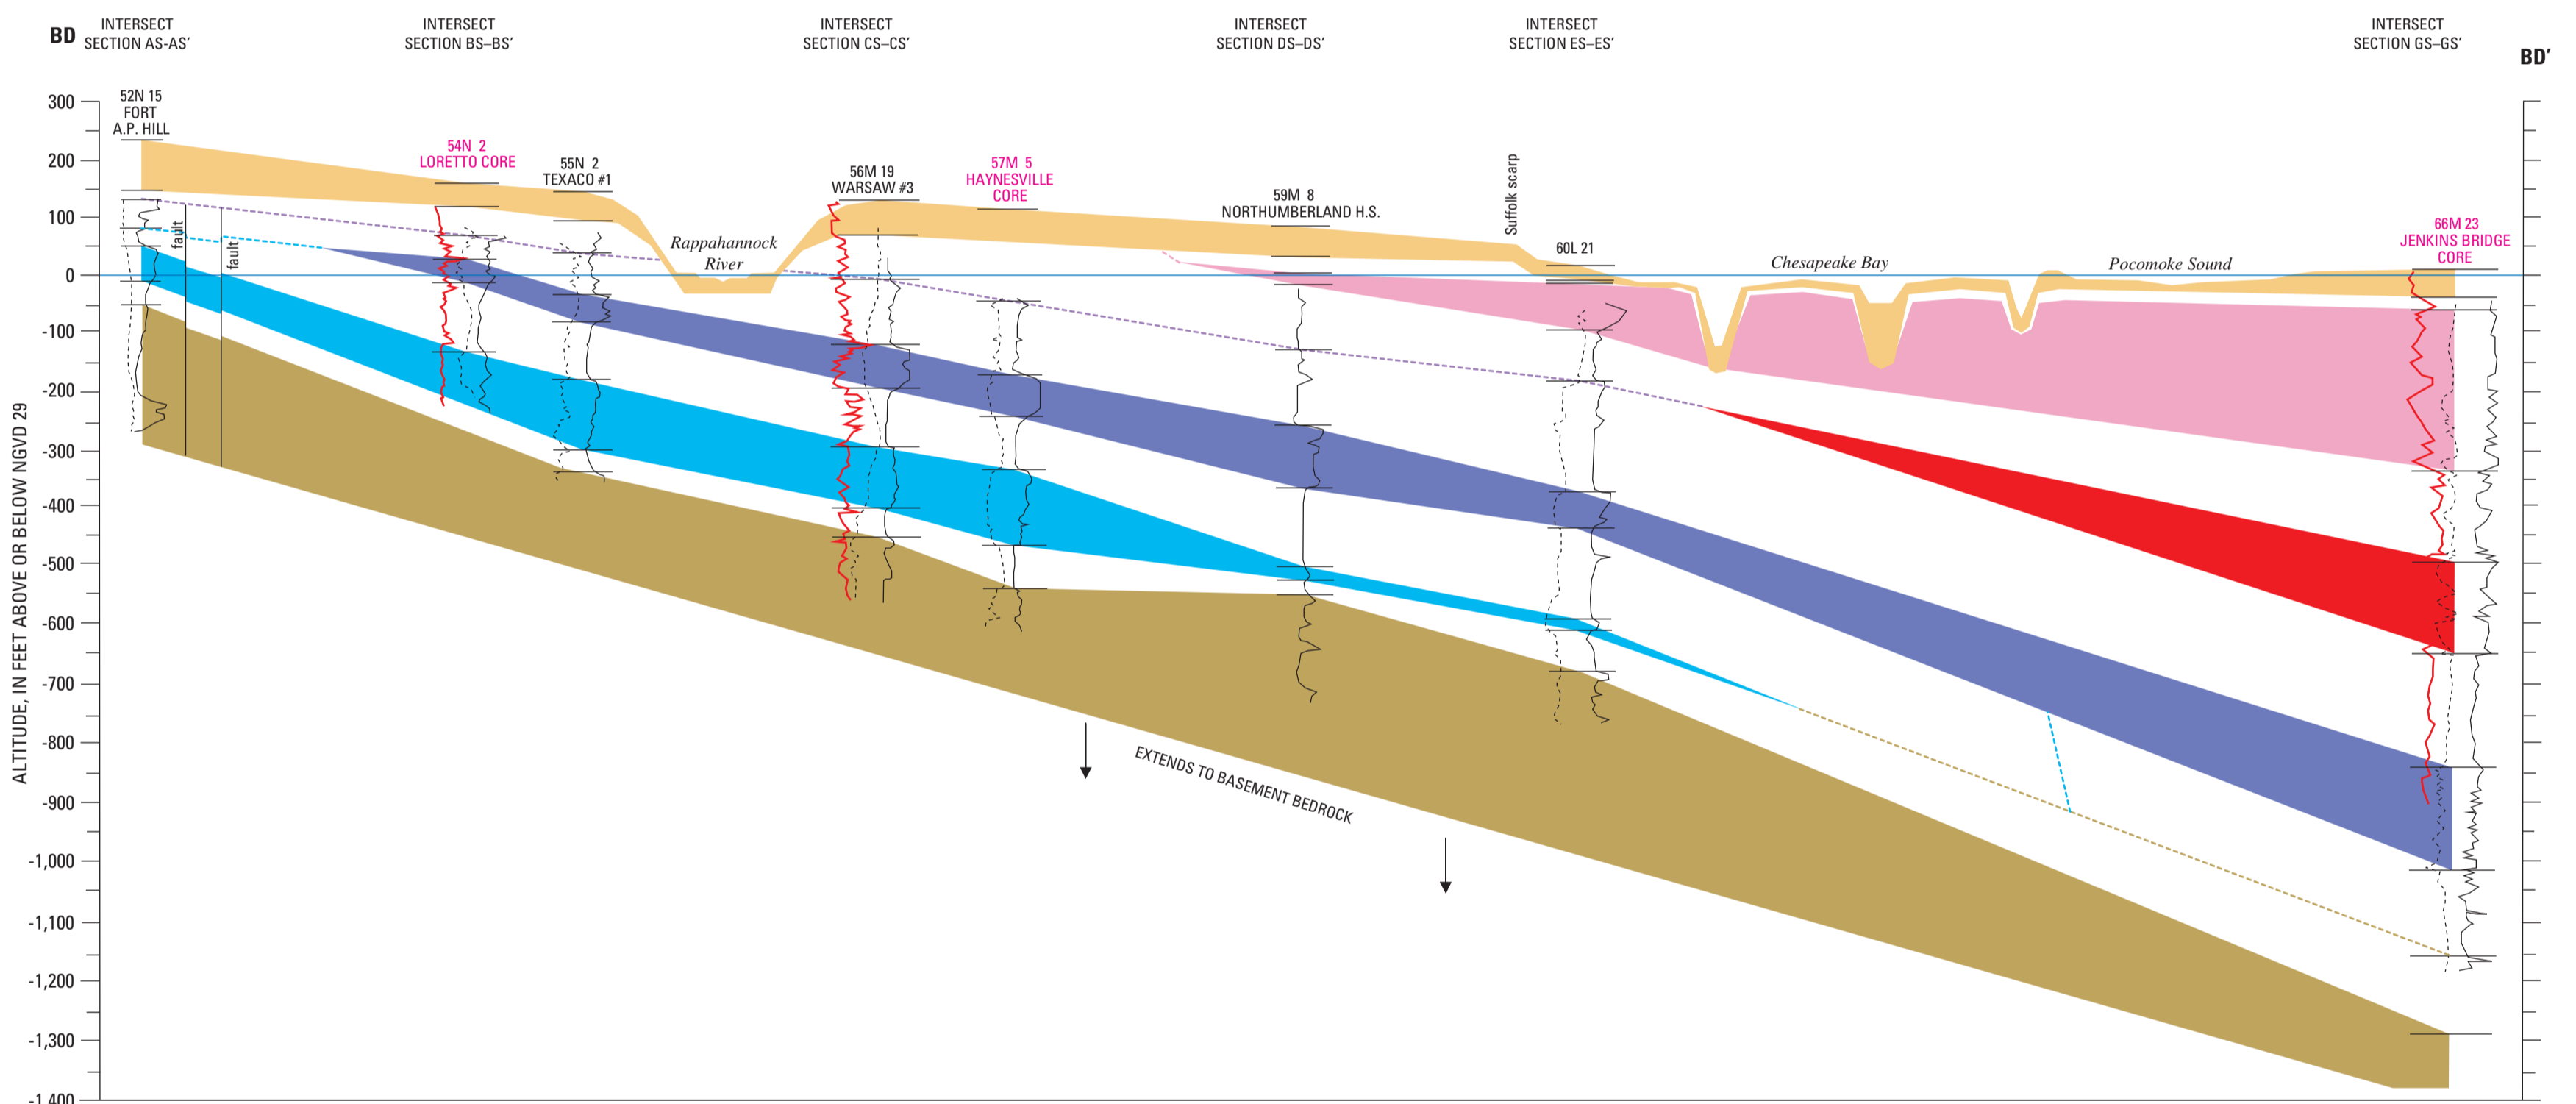 BD
INTERSECT
SECTION AS-AS’
INTERSECT
SECTION BS–BS’
INTERSECT
SECTION CS–CS’
INTERSECT
SECTION DS–DS’
INTERSECT
SECTION ES–ES’
INTERSECT
SECTION GS–GS’
BD’
52N 15
FORT
A.P. HILL
54N 2
LORETTO CORE
55N 2
TEXACO #1
56M 19
WARSAW #3
57M 5
HAYNESVILLE
CORE
59M 8
NORTHUMBERLAND H.S.
Suffolk scarp
60L 21
66M 23
JENKINS BRIDGE
CORE
fault
fault
Rappahannock
River
Chesapeake Bay
Pocomoke Sound
ALTITUDE, IN FEET ABOVE OR BELOW NGVD 29
300
200
100
0
-100
-200
-300
-400
-500
-600
-700
-800
-900
-1,000
-1,100
-1,200
-1,300
-1,400
EXTENDS TO BASEMENT BEDROCK